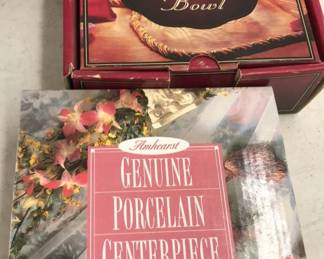 Bowl
Amhearst
GENUINE
PORCELAIN
CENTERPIECE